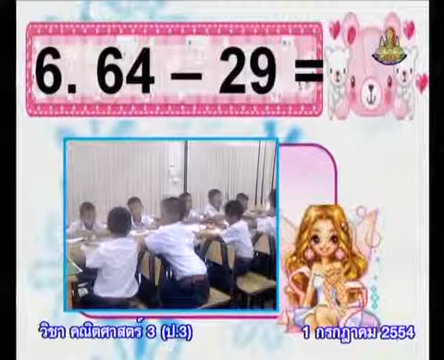 6. 64 – 29 =
วิชา คณิตศาสตร์ 3 (ป.3)
1 กรกฎาคม 2554